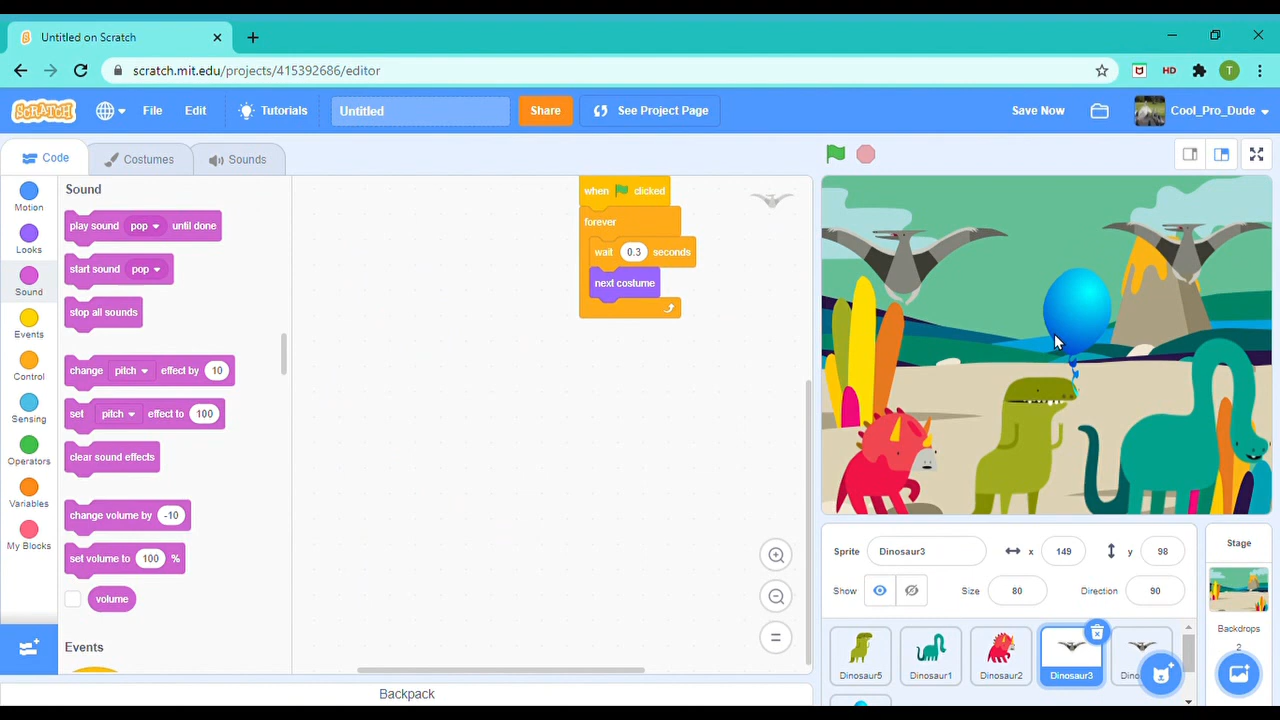 Untitled on Scratch
scratch.mit.edu/projects/415392686/editor
HD
T
SCRATCH
File
Edit
Tutorials
Untitled
Share
See Project Page
Save Now
Cool_Pro_Dude
Code
Costumes
Sounds
Motion
Looks
Sound
Events
Control
Sensing
Operators
Variables
My Blocks
Sound
play sound pop until done
start sound pop
stop all sounds
change pitch effect by 10
set pitch effect to 100
clear sound effects
change volume by -10
set volume to 100 %
volume
Events
when clicked
forever
wait 0.3 seconds
next costume
Backpack
Sprite Dinosaur3 x 149 y 98
Show Size 80 Direction 90
Dinosaur5
Dinosaur1
Dinosaur2
Dinosaur3
Stage
Backdrops
2